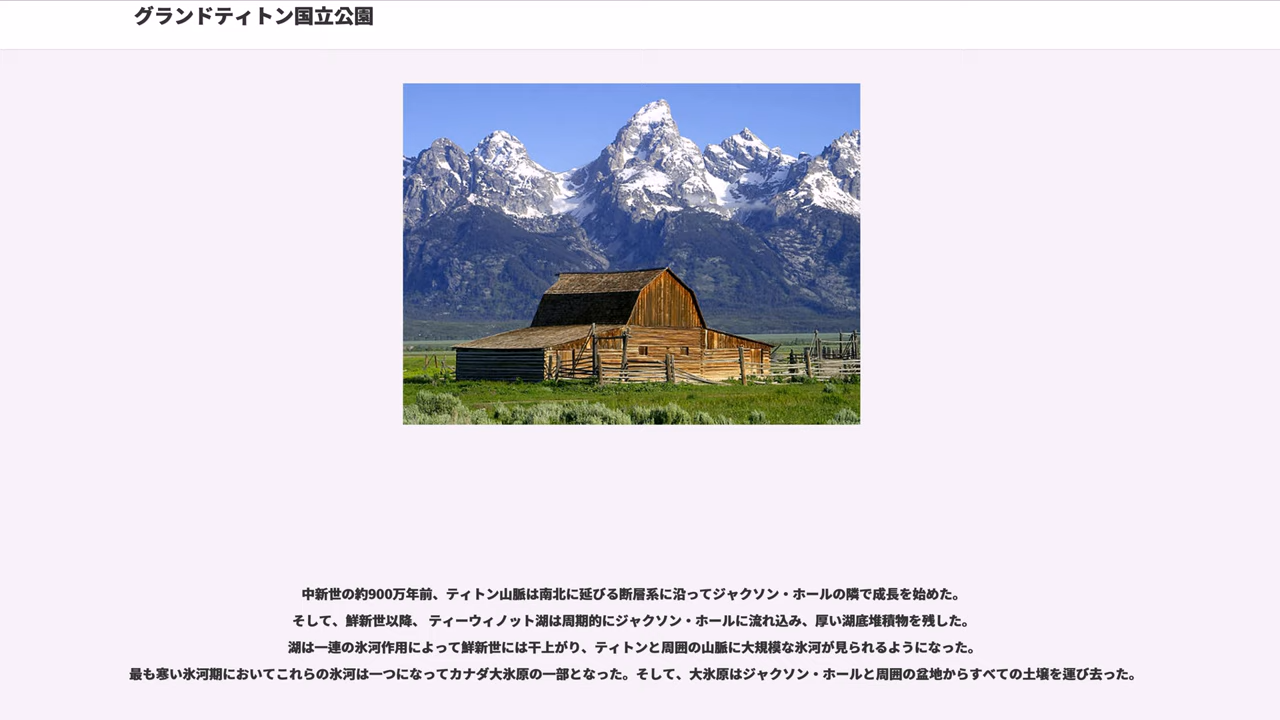 グランドティトン国立公園
中新世の約900万年前、ティトン山脈は南北に延びる断層系に沿ってジャクソン・ホールの隣で成長を始めた。
そして、鮮新世以降、 ティーウィノット湖は周期的にジャクソン・ホールに流れ込み、厚い湖底堆積物を残した。
湖は一連の氷河作用によって鮮新世には干上がり、ティトンと周囲の山脈に大規模な氷河が見られるようになった。
最も寒い氷河期においてこれらの氷河は一つになってカナダ大氷原の一部となった。そして、大氷原はジャクソン・ホールと周囲の盆地からすべての土壌を運び去った。